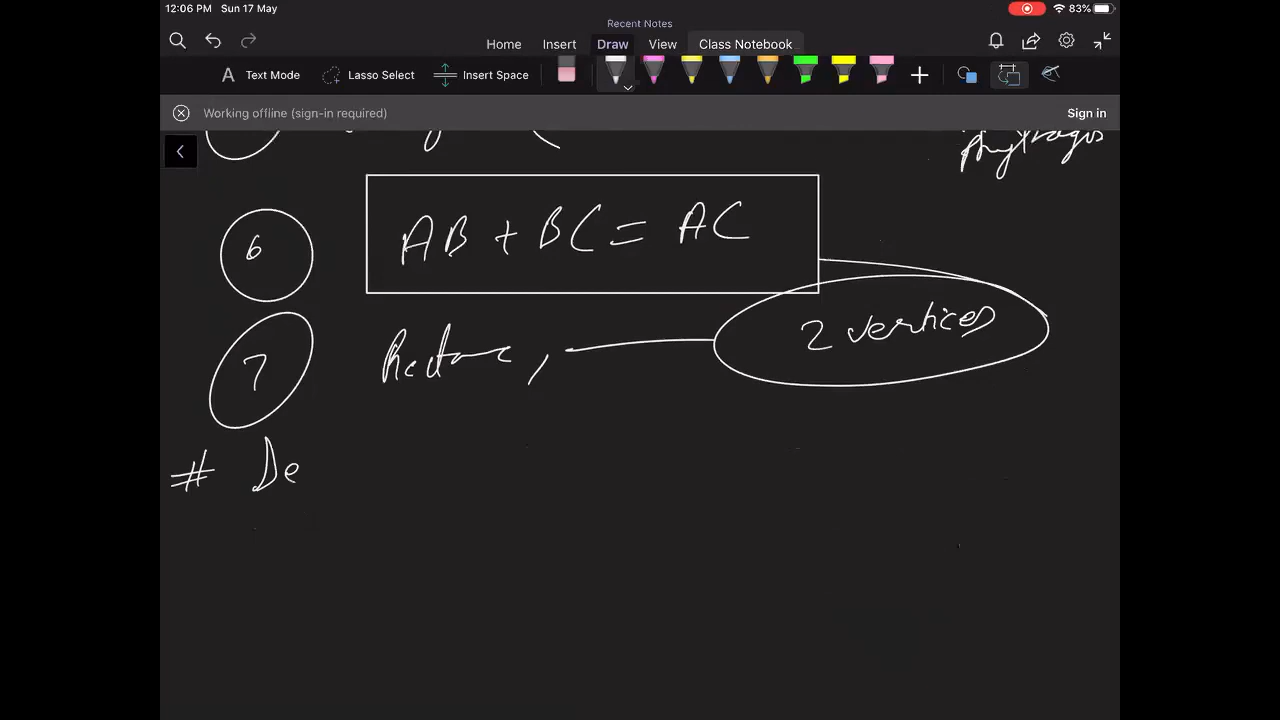 12:06 PM Sun 17 May
83%
Recent Notes
Home Insert Draw View Class Notebook
A Text Mode Lasso Select Insert Space
Working offline (sign-in required) Sign in
6 AB + BC = AC
2 vertices
7
# De